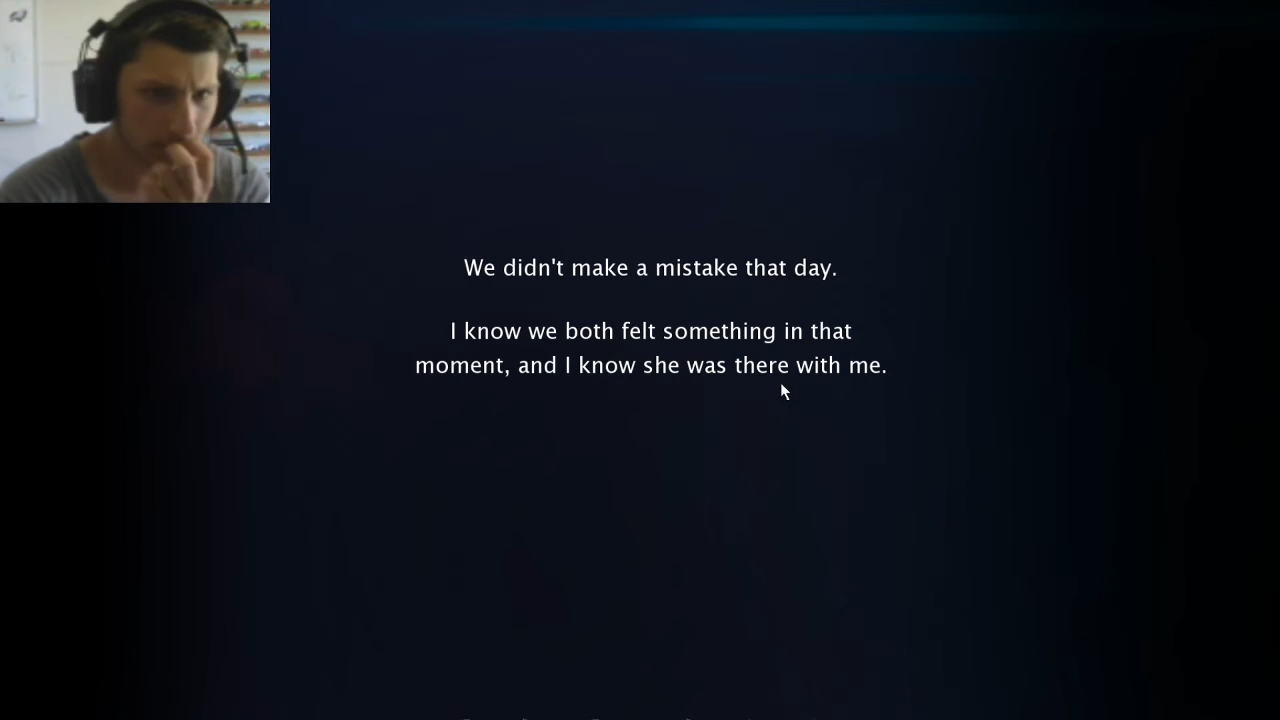 We didn't make a mistake that day.
I know we both felt something in that
moment, and I know she was there with me.